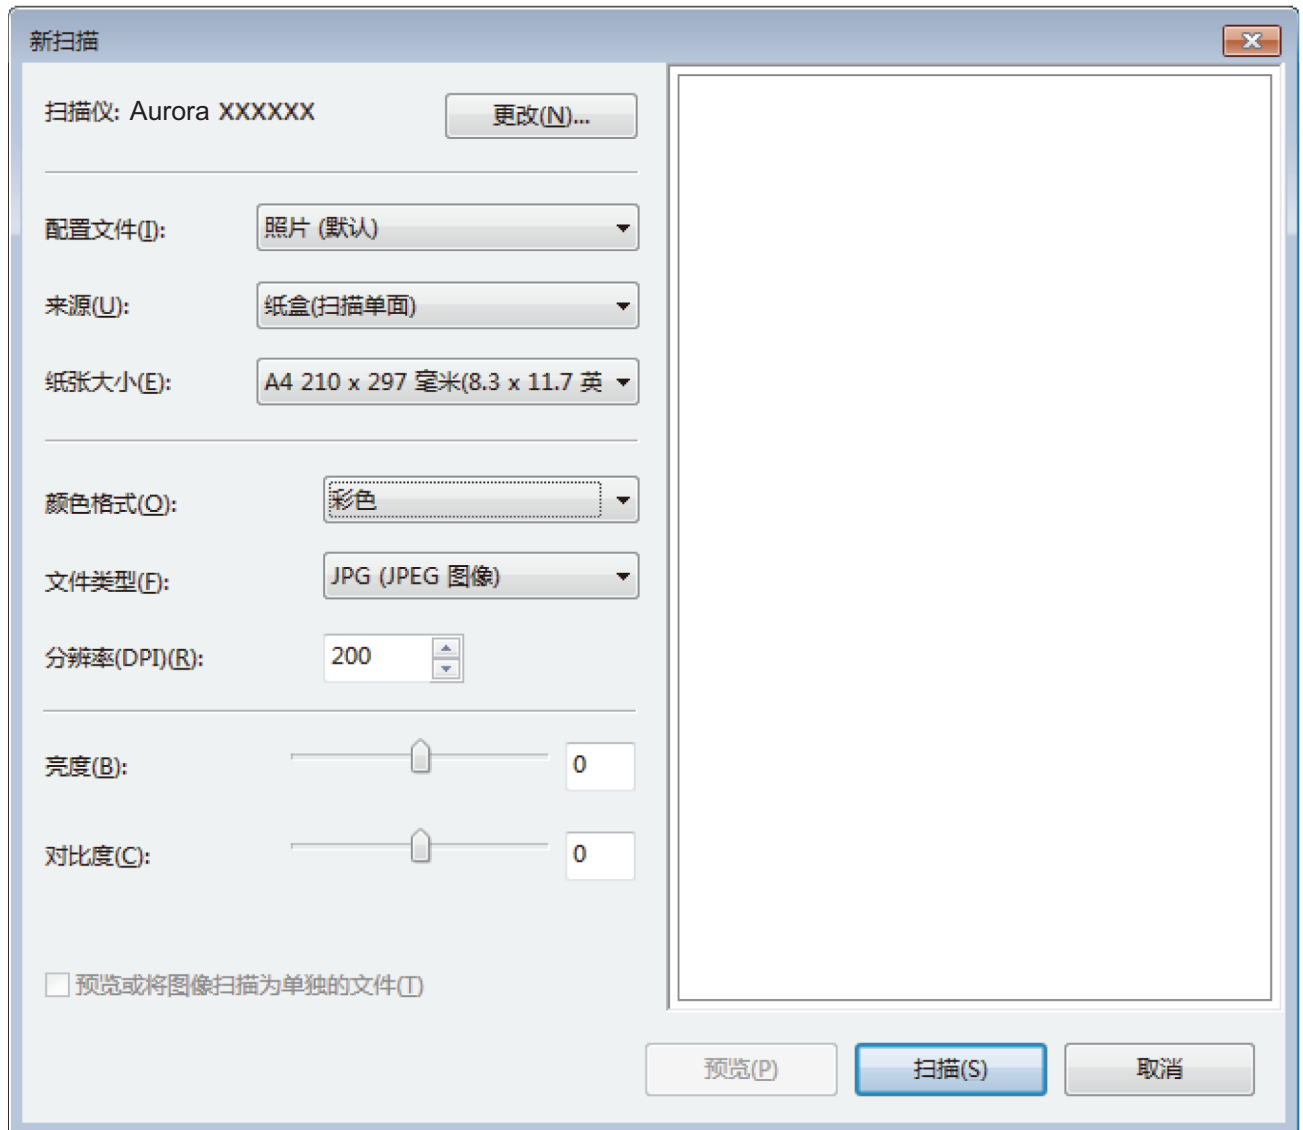 新扫描
扫描仪: Aurora XXXXXX
更改(N)...
配置文件(I):
照片 (默认)
来源(U):
纸盒(扫描单面)
纸张大小(E):
A4 210 x 297 毫米(8.3 x 11.7 英
颜色格式(O):
彩色
文件类型(F):
JPG (JPEG 图像)
分辨率(DPI)(R):
200
亮度(B):
0
对比度(C):
0
预览或将图像扫描为单独的文件(T)
预览(P)
扫描(S)
取消